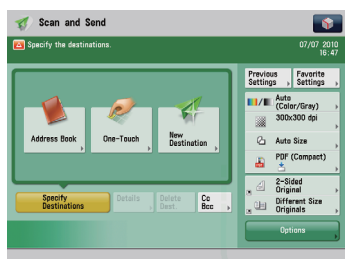 Scan and Send
Specify the destinations.
07/07 2010
16:47
Previous
Settings
Favorite
Settings
Address Book
One-Touch
New
Destination
Auto
(Color/Gray)
300x300 dpi
Auto Size
PDF (Compact)
2-Sided
Original
Different Size
Originals
Specify
Destinations
Details
Delete
Dest.
Cc
Bcc
Options